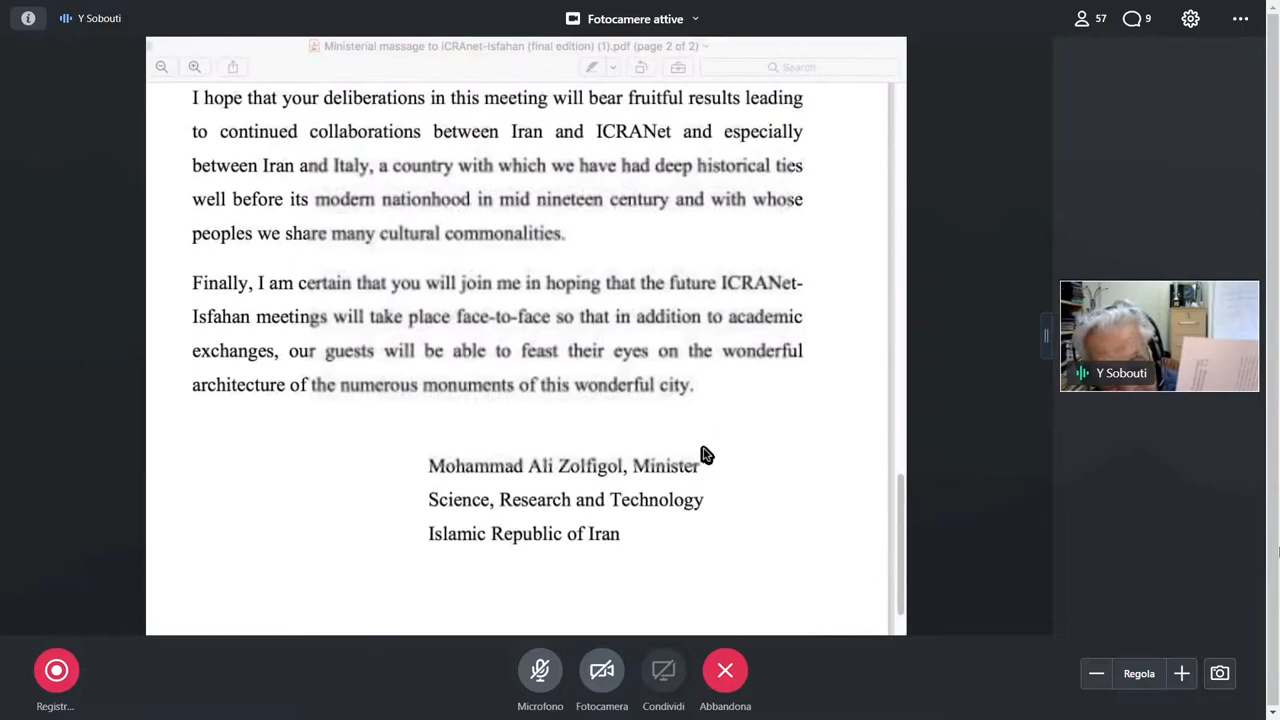 Y Sobouti
Fotocamere attive
57
9
Ministerial massage to ICRAnet-Isfahan (final edition) (1).pdf (page 2 of 2)
Search
I hope that your deliberations in this meeting will bear fruitful results leading
to continued collaborations between Iran and ICRANet and especially
between Iran and Italy, a country with which we have had deep historical ties
well before its modern nationhood in mid nineteen century and with whose
peoples we share many cultural commonalities.
Finally, I am certain that you will join me in hoping that the future ICRANet-
Isfahan meetings will take place face-to-face so that in addition to academic
exchanges, our guests will be able to feast their eyes on the wonderful
architecture of the numerous monuments of this wonderful city.
Mohammad Ali Zolfigol, Minister
Science, Research and Technology
Islamic Republic of Iran
Y Sobouti
Registr...
Microfono
Fotocamera
Condividi
Abbandona
Regola